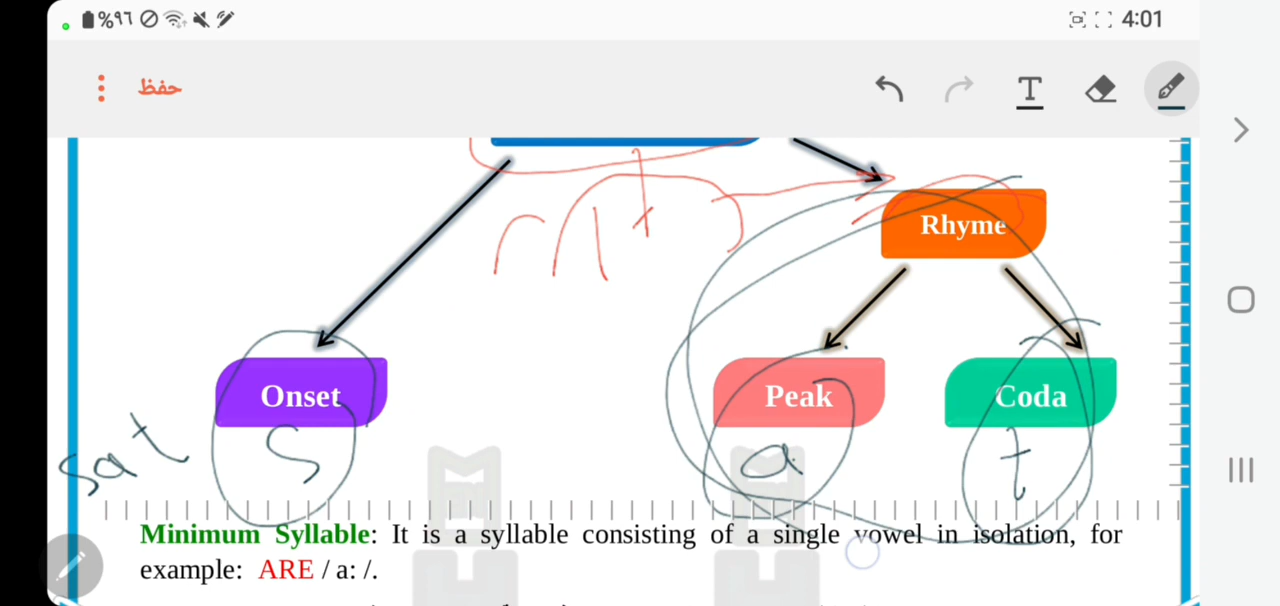 %٩٦ 4:01
حفظ T
Rhyme
Onset Peak Coda
sat s a t
Minimum Syllable: It is a syllable consisting of a single vowel in isolation, for
example: ARE / a: /.